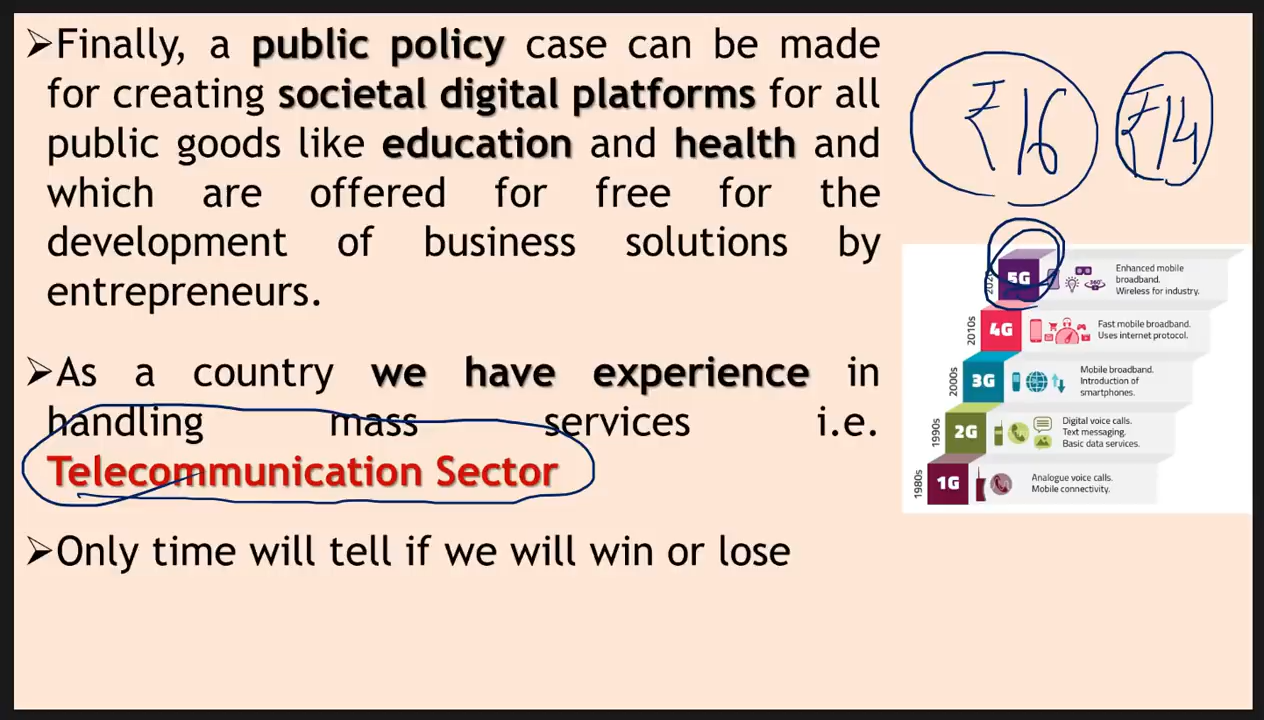 ➢Finally, a public policy case can be made
for creating societal digital platforms for all
public goods like education and health and
which are offered for free for the
development of business solutions by
entrepreneurs.
➢As a country we have experience in
handling mass services i.e.
Telecommunication Sector
➢Only time will tell if we will win or lose
₹16 ₹14
5G
Enhanced mobile
broadband.
Wireless for industry.
360°
2010s
4G
Fast mobile broadband.
Uses internet protocol.
2000s
3G
Mobile broadband.
Introduction of
smartphones.
1990s
2G
Digital voice calls.
Text messaging.
Basic data services.
1980s
1G
Analogue voice calls.
Mobile connectivity.